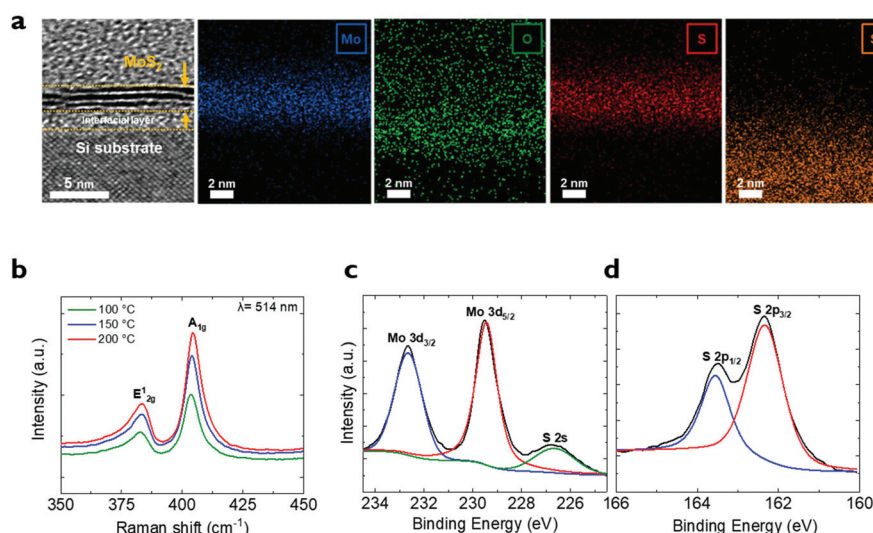 a
MoS₂
Interfacial layer
Si substrate
5 nm
Mo
2 nm
O
2 nm
S
2 nm
2 nm
b
100 °C
150 °C
200 °C
λ= 514 nm
A₁g
E¹₂g
Intensity (a.u.)
350 375 400 425 450
Raman shift (cm⁻¹)
c
Mo 3d₃/₂
Mo 3d₅/₂
S 2s
Intensity (a.u.)
234 232 230 228 226
Binding Energy (eV)
d
S 2p₁/₂
S 2p₃/₂
Intensity (a.u.)
166 165 163 162 160
Binding Energy (eV)